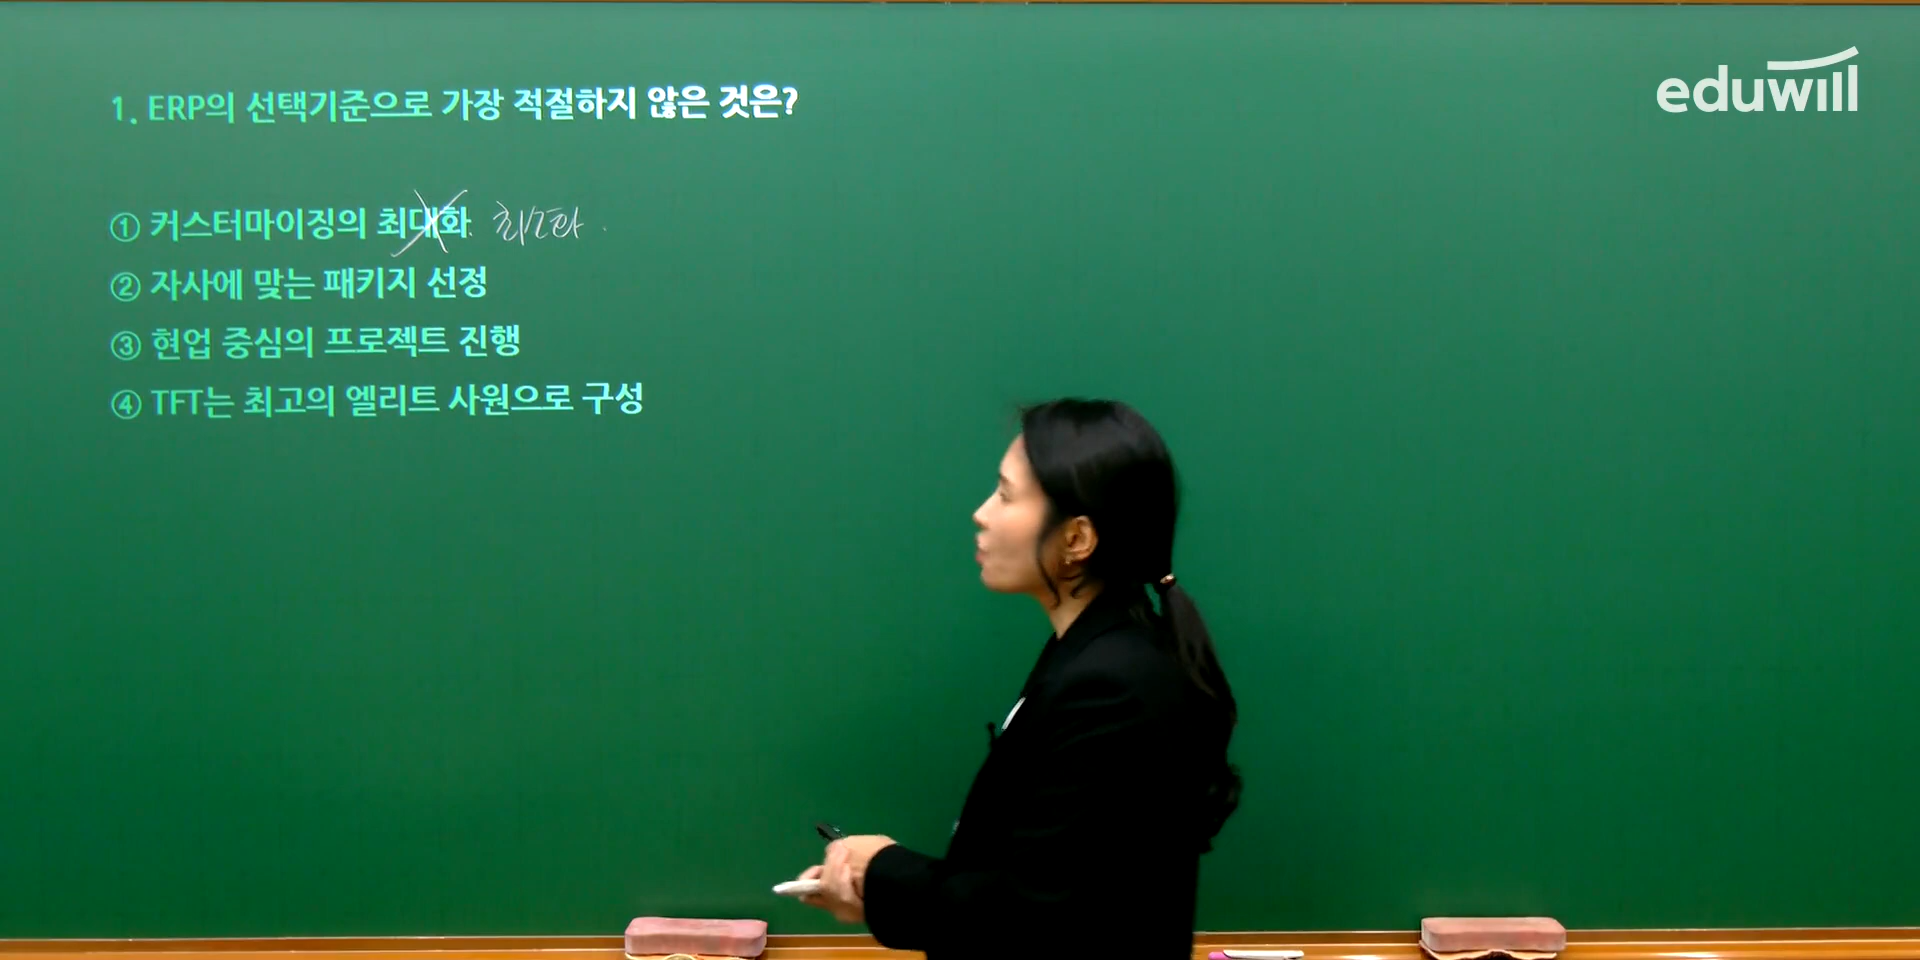 eduwill
1. ERP의 선택기준으로 가장 적절하지 않은 것은?
① 커스터마이징의 최대화 최소화
② 자사에 맞는 패키지 선정
③ 현업 중심의 프로젝트 진행
④ TFT는 최고의 엘리트 사원으로 구성